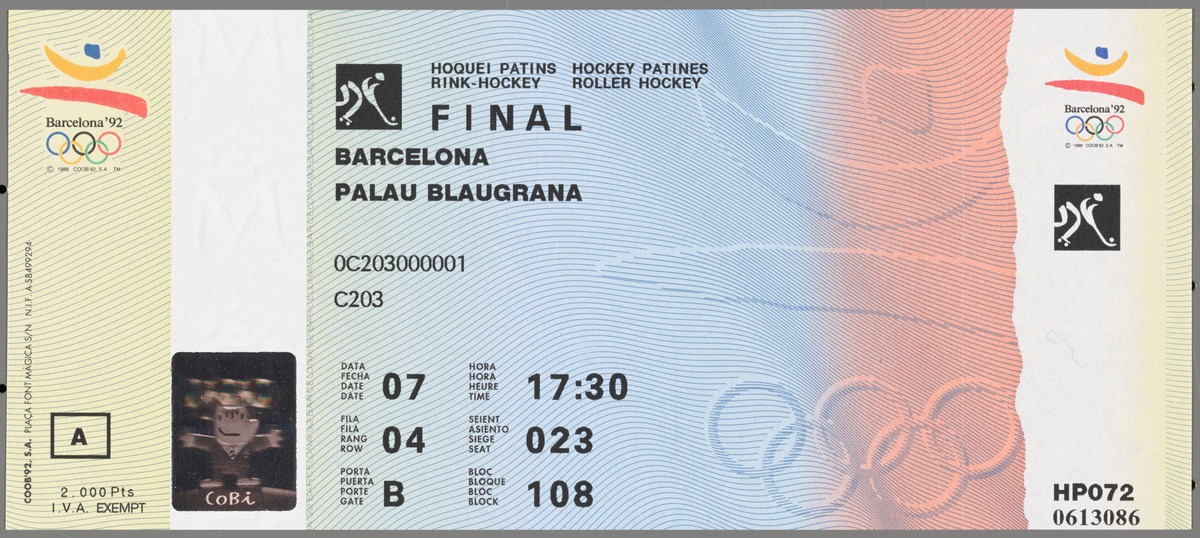 Barcelona'92
© 1988 COOB'92, S.A. TM
COOB'92, S.A. PLAÇA FONT MÀGICA S/N N.I.F. A-58499294
A
2.000 Pts
I.V.A. EXEMPT
CoBi
HOQUEI PATINS HOCKEY PATINES
RINK-HOCKEY ROLLER HOCKEY
FINAL
BARCELONA
PALAU BLAUGRANA
0C203000001
C203
DATA
FECHA
DATE
DATE
07
HORA
HORA
HEURE
TIME
17:30
FILA
FILA
RANG
ROW
04
SEIENT
ASIENTO
SIEGE
SEAT
023
PORTA
PUERTA
PORTE
GATE
B
BLOC
BLOQUE
BLOC
BLOCK
108
Barcelona'92
© 1988 COOB'92, S.A. TM
HP072
0613086